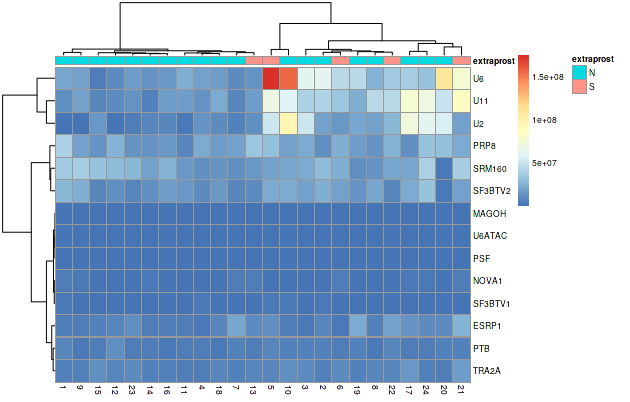 extraprost
U6
U11
U2
PRP8
SRM160
SF3BTV2
MAGOH
U6ATAC
PSF
NOVA1
SF3BTV1
ESRP1
PTB
TRA2A
1 9 15 12 23 14 16 11 4 18 7 13 5 10 3 2 6 19 8 22 17 24 20 21
1.5e+08
1e+08
5e+07
extraprost
N
S